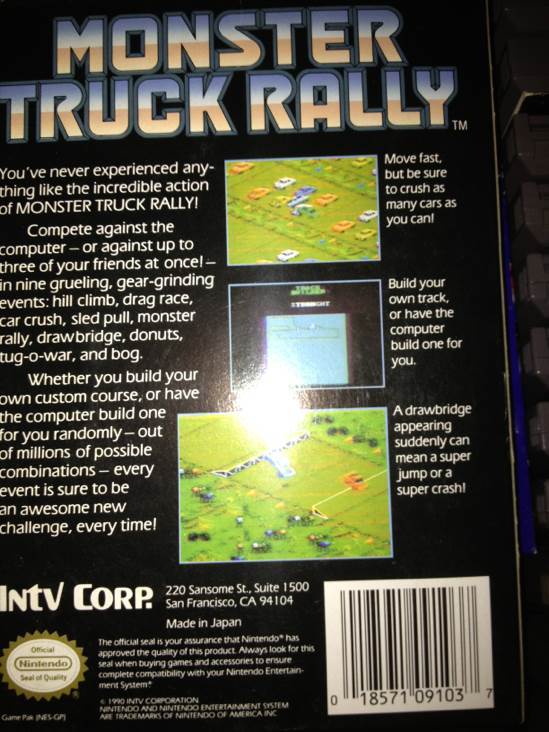 MONSTER
TRUCK RALLY™
You've never experienced any-
thing like the incredible action
of MONSTER TRUCK RALLY!
Compete against the
computer – or against up to
three of your friends at once! –
in nine grueling, gear-grinding
events: hill climb, drag race,
car crush, sled pull, monster
rally, drawbridge, donuts,
tug-o-war, and bog.
Whether you build your
own custom course, or have
the computer build one
for you randomly – out
of millions of possible
combinations – every
event is sure to be
an awesome new
challenge, every time!
Move fast,
but be sure
to crush as
many cars as
you can!
TRACK
BUILDER
STRAIGHT
Build your
own track,
or have the
computer
build one for
you.
A drawbridge
appearing
suddenly can
mean a super
jump or a
super crash!
INTV CORP.
220 Sansome St., Suite 1500
San Francisco, CA 94104
Made in Japan
Official
Nintendo®
Seal of Quality
The official seal is your assurance that Nintendo® has
approved the quality of this product. Always look for this
seal when buying games and accessories to ensure
complete compatibility with your Nintendo Entertain-
ment System®
© 1990 INTV CORPORATION
NINTENDO AND NINTENDO ENTERTAINMENT SYSTEM
ARE TRADEMARKS OF NINTENDO OF AMERICA INC
Game Pak (NES-GP)
0 18571 09103 7